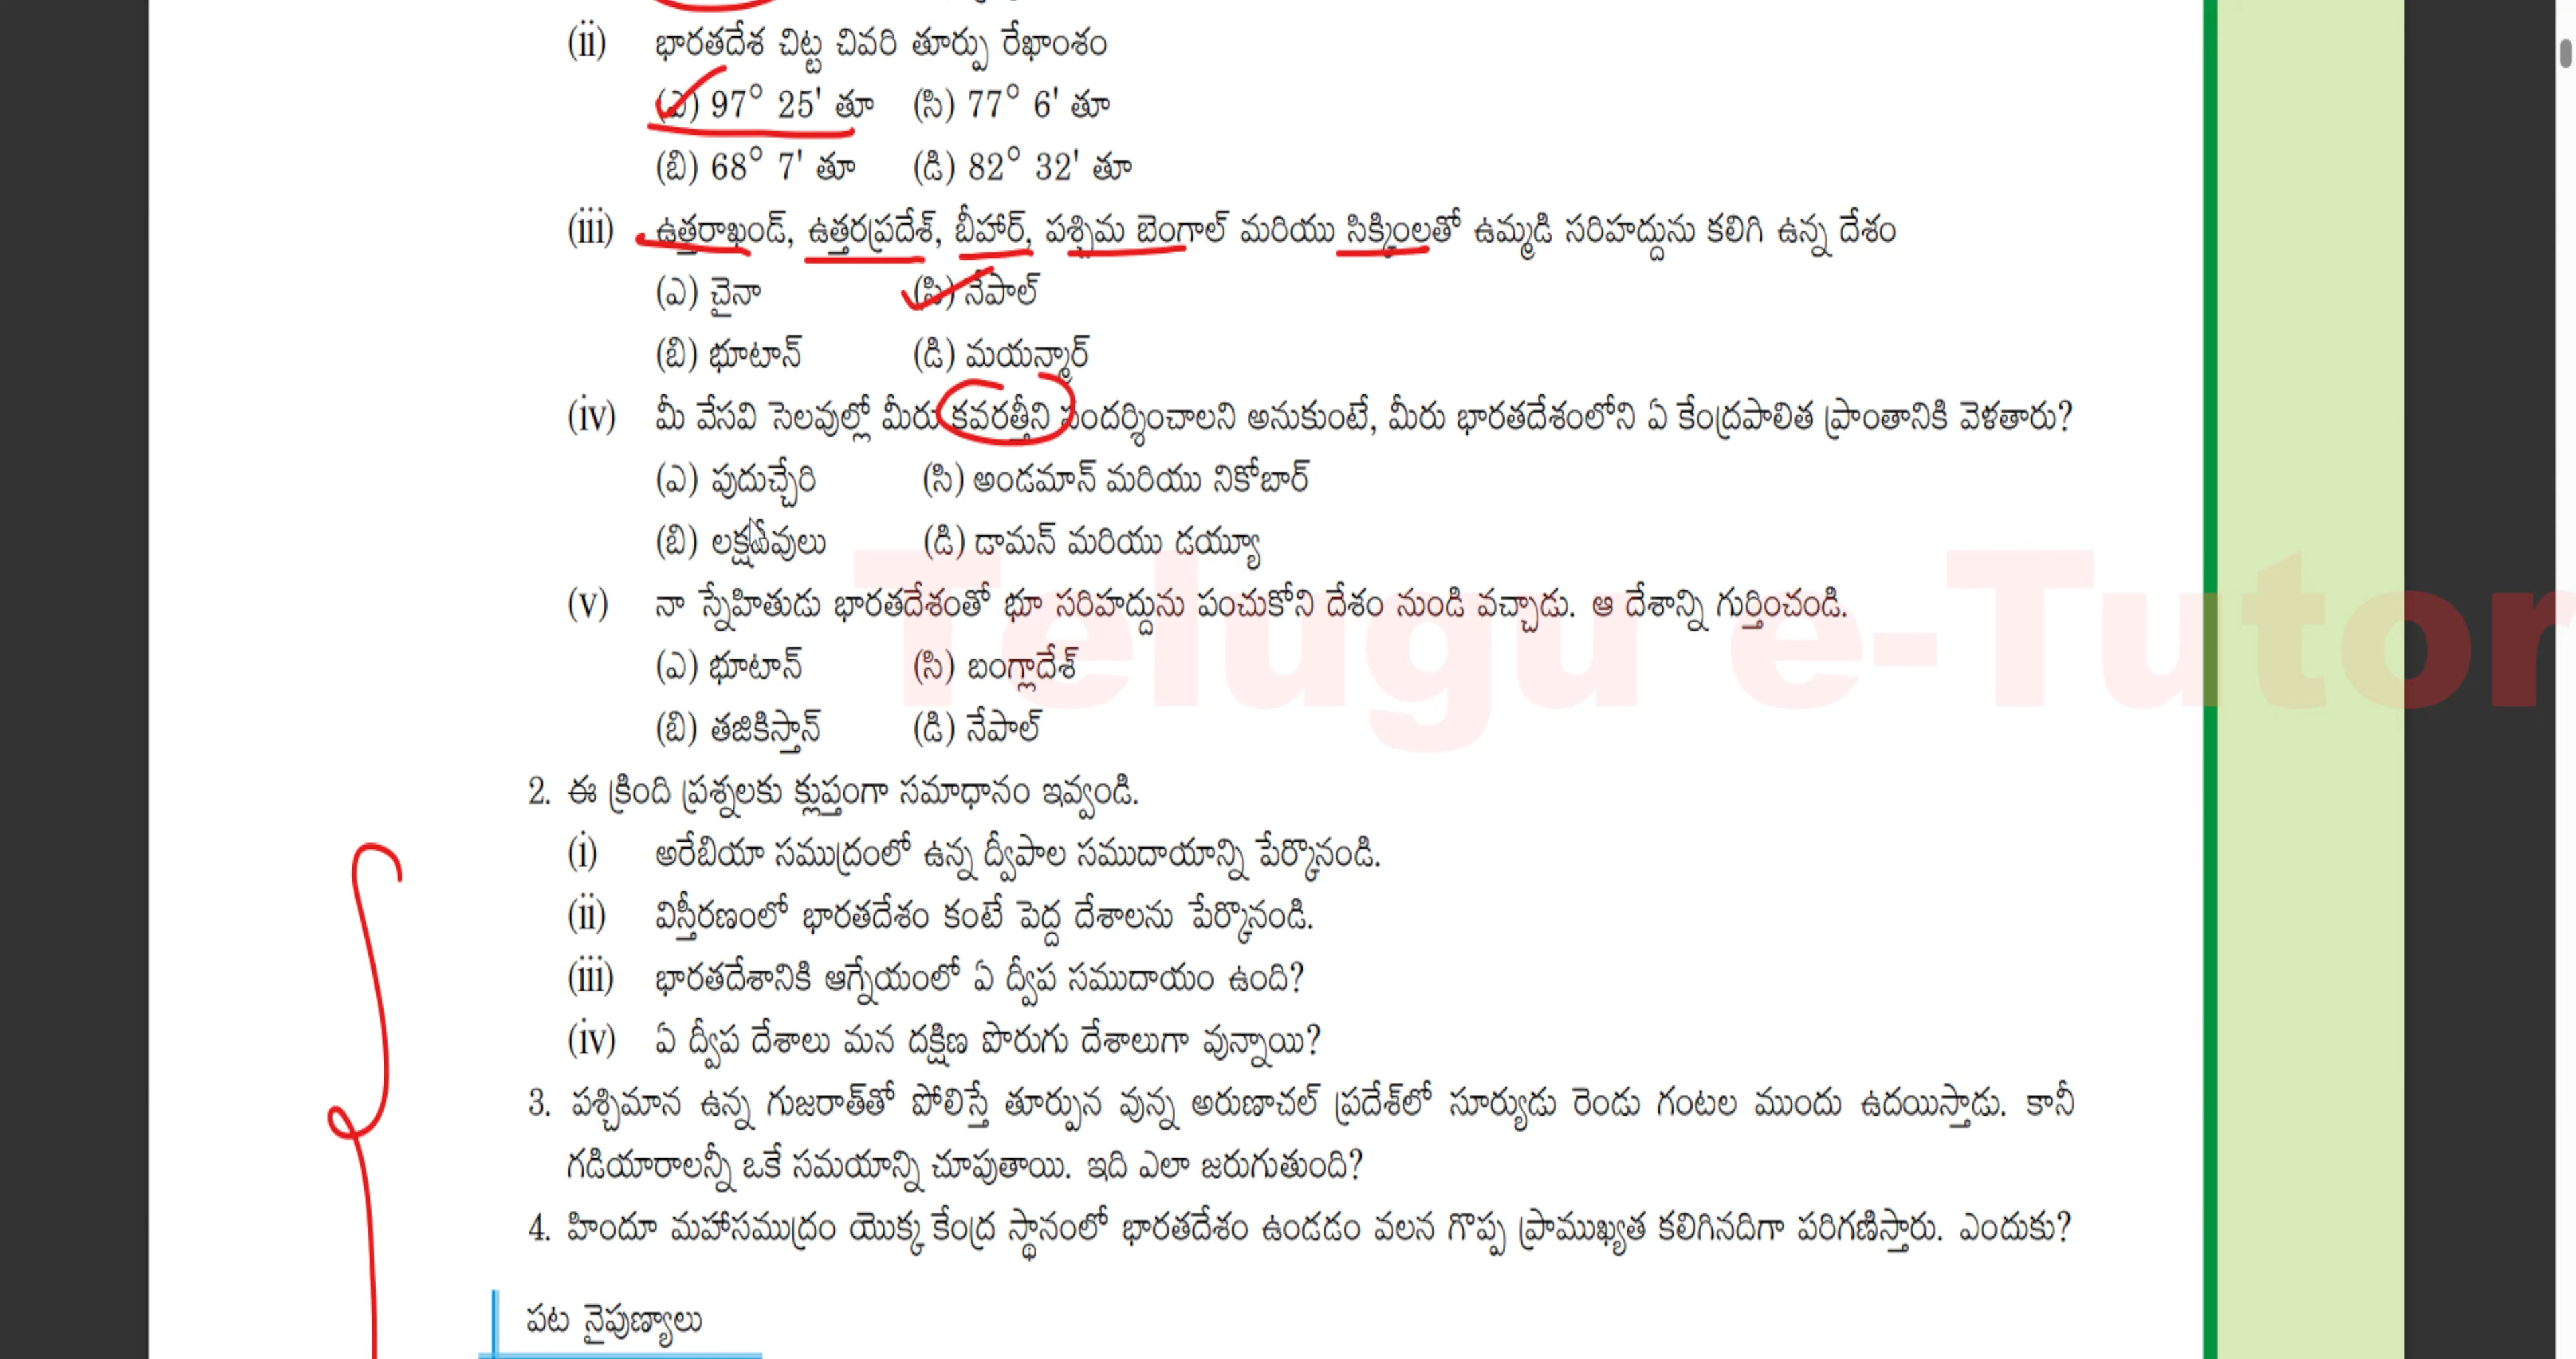 (ii) భారతదేశ చిట్ట చివరి తూర్పు రేఖాంశం
(ఎ) 97° 25' తూ (సి) 77° 6' తూ
(బి) 68° 7' తూ (డి) 82° 32' తూ
(iii) ఉత్తరాఖండ్, ఉత్తరప్రదేశ్, బీహార్, పశ్చిమ బెంగాల్ మరియు సిక్కింలతో ఉమ్మడి సరిహద్దును కలిగి ఉన్న దేశం
(ఎ) చైనా (సి) నేపాల్
(బి) భూటాన్ (డి) మయన్మార్
(iv) మీ వేసవి సెలవుల్లో మీరు కవరత్తీని సందర్శించాలని అనుకుంటే, మీరు భారతదేశంలోని ఏ కేంద్రపాలిత ప్రాంతానికి వెళతారు?
(ఎ) పుదుచ్చేరి (సి) అండమాన్ మరియు నికోబార్
(బి) లక్షదీవులు (డి) డామన్ మరియు డయ్యూ
(v) నా స్నేహితుడు భారతదేశంతో భూ సరిహద్దును పంచుకోని దేశం నుండి వచ్చాడు. ఆ దేశాన్ని గుర్తించండి.
(ఎ) భూటాన్ (సి) బంగ్లాదేశ్
(బి) తజికిస్తాన్ (డి) నేపాల్
Telugu e-Tutor
2. ఈ క్రింది ప్రశ్నలకు క్లుప్తంగా సమాధానం ఇవ్వండి.
(i) అరేబియా సముద్రంలో ఉన్న ద్వీపాల సముదాయాన్ని పేర్కొనండి.
(ii) విస్తీరణంలో భారతదేశం కంటే పెద్ద దేశాలను పేర్కొనండి.
(iii) భారతదేశానికి ఆగ్నేయంలో ఏ ద్వీప సముదాయం ఉంది?
(iv) ఏ ద్వీప దేశాలు మన దక్షిణ పొరుగు దేశాలుగా వున్నాయి?
3. పశ్చిమాన ఉన్న గుజరాత్‌తో పోలిస్తే తూర్పున వున్న అరుణాచల్ ప్రదేశ్‌లో సూర్యుడు రెండు గంటల ముందు ఉదయిస్తాడు. కానీ
గడియారాలన్నీ ఒకే సమయాన్ని చూపుతాయి. ఇది ఎలా జరుగుతుంది?
4. హిందూ మహాసముద్రం యొక్క కేంద్ర స్థానంలో భారతదేశం ఉండడం వలన గొప్ప ప్రాముఖ్యత కలిగినదిగా పరిగణిస్తారు. ఎందుకు?
పట నైపుణ్యాలు